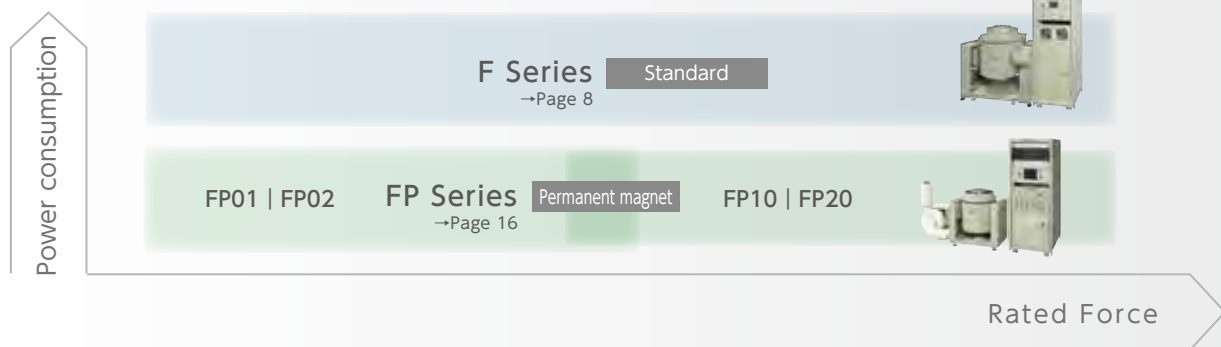 Power consumption
F Series Standard
→Page 8
FP01 | FP02 FP Series Permanent magnet FP10 | FP20
→Page 16
Rated Force